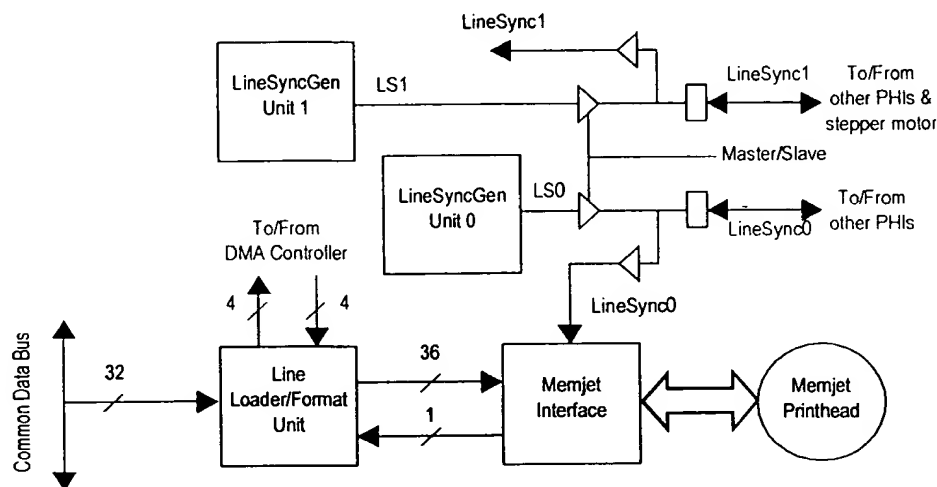 LineSync1
LineSyncGen
Unit 1
LS1
LineSync1
To/From
other PHIs &
stepper motor
Master/Slave
LineSyncGen
Unit 0
LS0
LineSync0
To/From
other PHIs
To/From
DMA Controller
4
4
LineSync0
Common Data Bus
32
Line
Loader/Format
Unit
36
1
Memjet
Interface
Memjet
Printhead